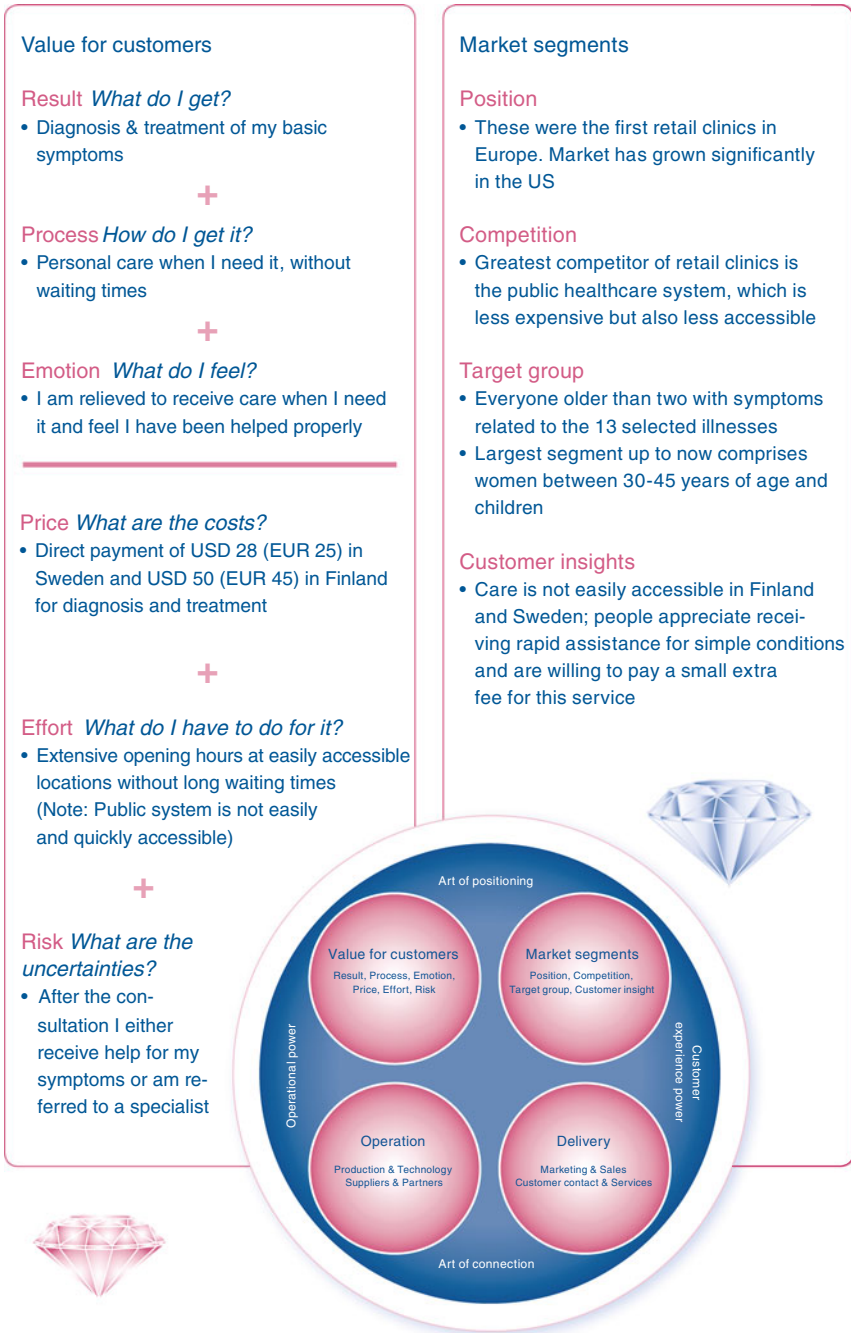 Value for customers
Result What do I get?
• Diagnosis & treatment of my basic
symptoms
+
Process How do I get it?
• Personal care when I need it, without
waiting times
+
Emotion What do I feel?
• I am relieved to receive care when I need
it and feel I have been helped properly
Price What are the costs?
• Direct payment of USD 28 (EUR 25) in
Sweden and USD 50 (EUR 45) in Finland
for diagnosis and treatment
+
Effort What do I have to do for it?
• Extensive opening hours at easily accessible
locations without long waiting times
(Note: Public system is not easily
and quickly accessible)
+
Risk What are the
uncertainties?
• After the con-
sultation I either
receive help for my
symptoms or am re-
ferred to a specialist
Market segments
Position
• These were the first retail clinics in
Europe. Market has grown significantly
in the US
Competition
• Greatest competitor of retail clinics is
the public healthcare system, which is
less expensive but also less accessible
Target group
• Everyone older than two with symptoms
related to the 13 selected illnesses
• Largest segment up to now comprises
women between 30-45 years of age and
children
Customer insights
• Care is not easily accessible in Finland
and Sweden; people appreciate recei-
ving rapid assistance for simple conditions
and are willing to pay a small extra
fee for this service
Art of positioning
Value for customers
Result, Process, Emotion,
Price, Effort, Risk
Market segments
Position, Competition,
Target group, Customer insight
Operational power
Customer
experience power
Operation
Production & Technology
Suppliers & Partners
Delivery
Marketing & Sales
Customer contact & Services
Art of connection